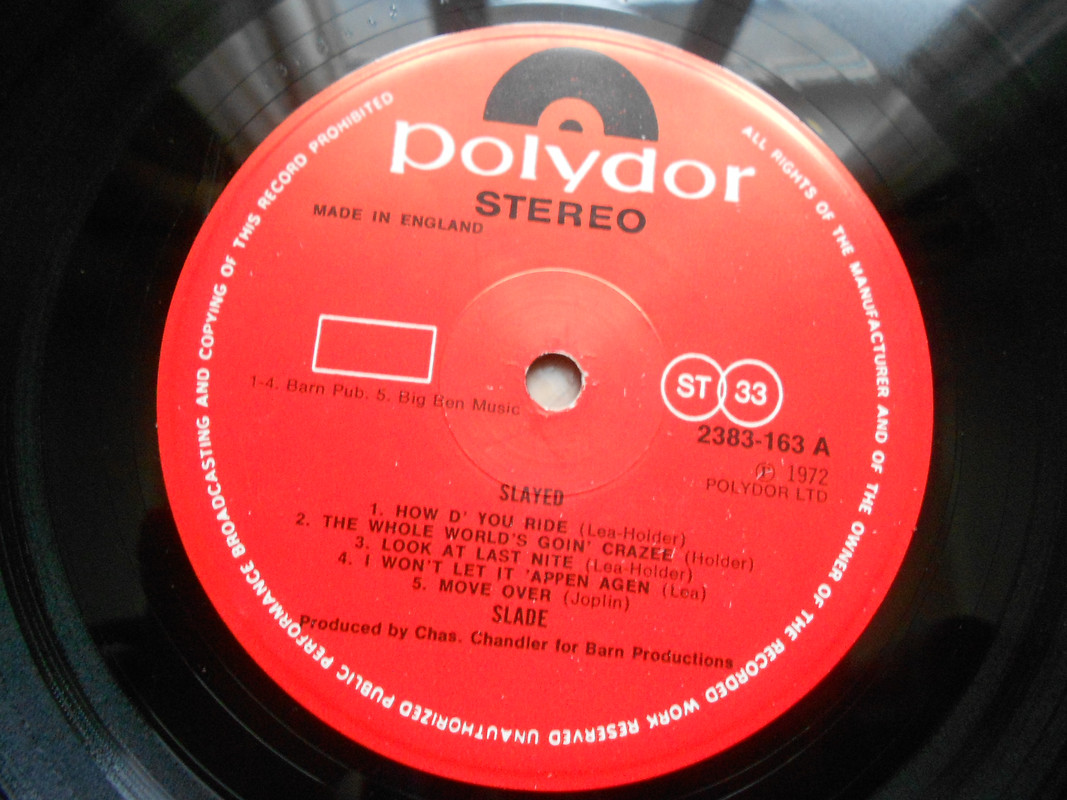 polydor
STEREO
MADE IN ENGLAND
1-4. Barn Pub. 5. Big Ben Music
ST 33
2383-163 A
℗ 1972
POLYDOR LTD
SLAYED
1. HOW D' YOU RIDE (Lea-Holder)
2. THE WHOLE WORLD'S GOIN' CRAZEE (Holder)
3. LOOK AT LAST NITE (Lea-Holder)
4. I WON'T LET IT 'APPEN AGEN (Lea)
5. MOVE OVER (Joplin)
SLADE
Produced by Chas. Chandler for Barn Productions
ALL RIGHTS OF THE MANUFACTURER AND OF THE OWNER OF THE RECORDED WORK RESERVED UNAUTHORIZED PUBLIC PERFORMANCE BROADCASTING AND COPYING OF THIS RECORD PROHIBITED